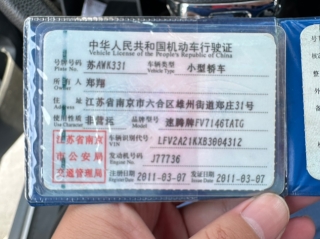 中华人民共和国机动车行驶证
Vehicle License of the People's Republic of China
号牌号码 苏AWK331 车辆类型 小型轿车
Plate No. Vehicle Type
所有人 郑翔
Owner
住址 江苏省南京市六合区雄州街道郑庄31号
Address
使用性质 非营运 品牌型号 速腾牌FV7146TATG
Use Character Model
江苏省南京 车辆识别代号 LFV2A21KXB3004312
市公安局 VIN
交通管理局 发动机号码 J77736
Engine No.
注册日期 2011-03-07 发证日期 2011-03-07
Register Date Issue Date